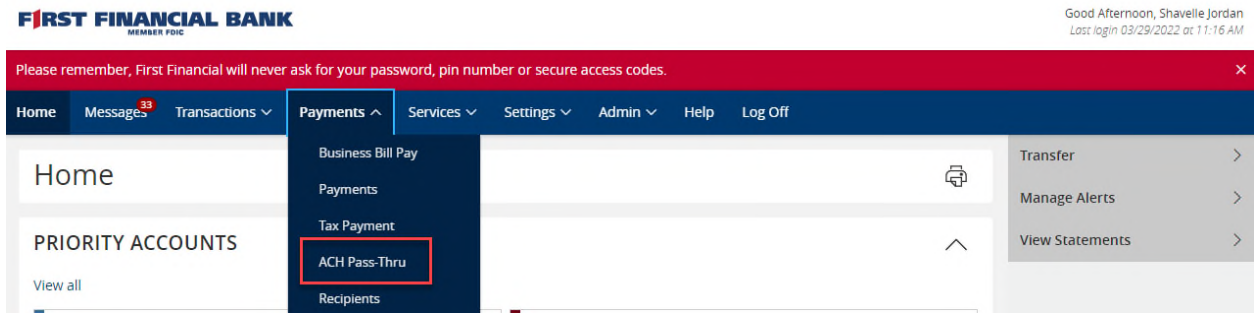 FIRST FINANCIAL BANK
MEMBER FDIC
Good Afternoon, Shavelle Jordan
Last login 03/29/2022 at 11:16 AM
Please remember, First Financial will never ask for your password, pin number or secure access codes.
Home Messages 33 Transactions Payments Services Settings Admin Help Log Off
Business Bill Pay
Payments
Tax Payment
ACH Pass-Thru
Recipients
Home
PRIORITY ACCOUNTS
View all
Transfer
Manage Alerts
View Statements